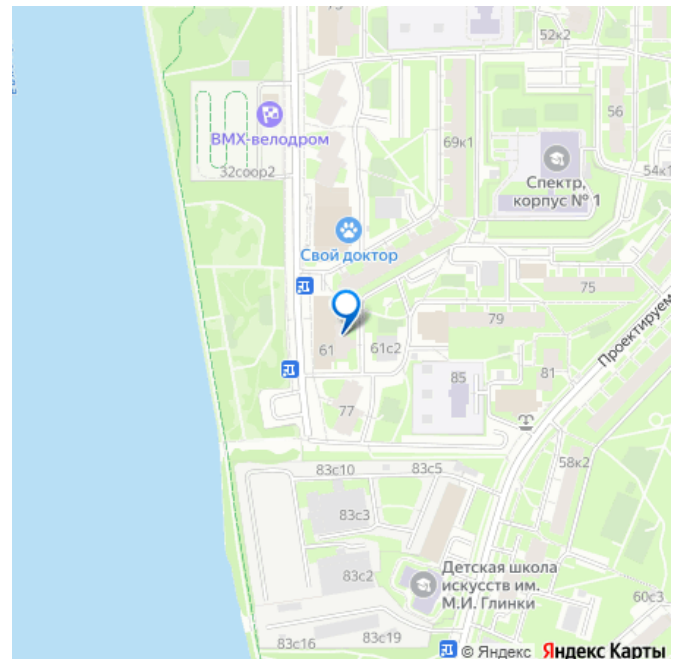 52к2
56
69к1
ВМХ-велодром
32соор2
54к1
Спектр,
корпус № 1
Свой доктор
75
79
61
61с2
Проектируем
81
85
77
58к2
83с10
83с5
83с3
83с2
Детская школа
искусств им.
М.И. Глинки
60с3
83с16
83с19
© Яндекс Яндекс Карты